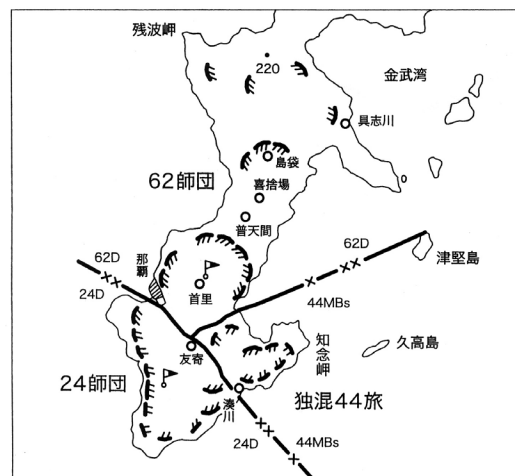 残波岬
220
金武湾
具志川
島袋
喜捨場
62師団
普天間
62D
那覇
62D
津堅島
24D
首里
44MBs
知念岬
久高島
友寄
24師団
湊川
独混44旅
24D
44MBs